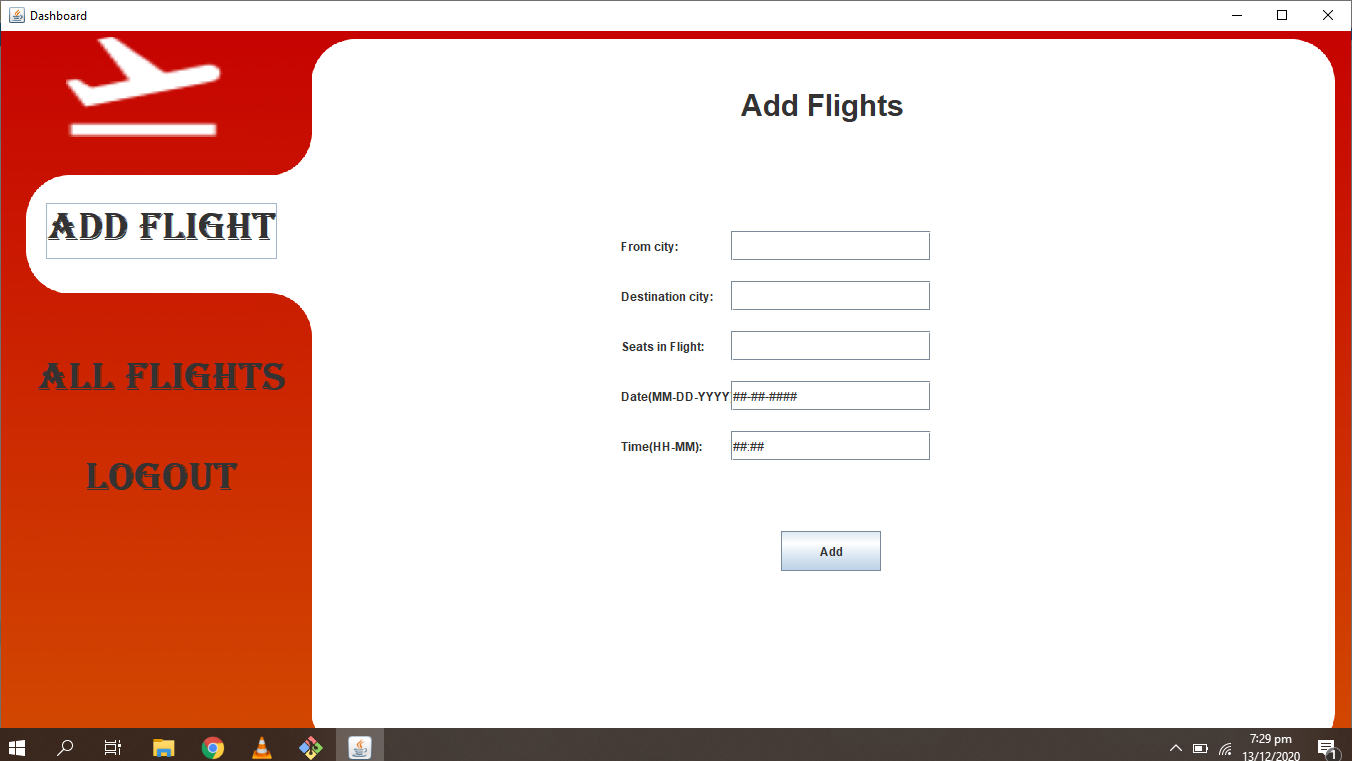 Dashboard
Add Flights
ADD FLIGHT
From city:
Destination city:
Seats in Flight:
Date(MM-DD-YYYY ##-##-####
Time(HH-MM): ##:##
ALL FLIGHTS
LOGOUT
Add
7:29 pm
13/12/2020
1